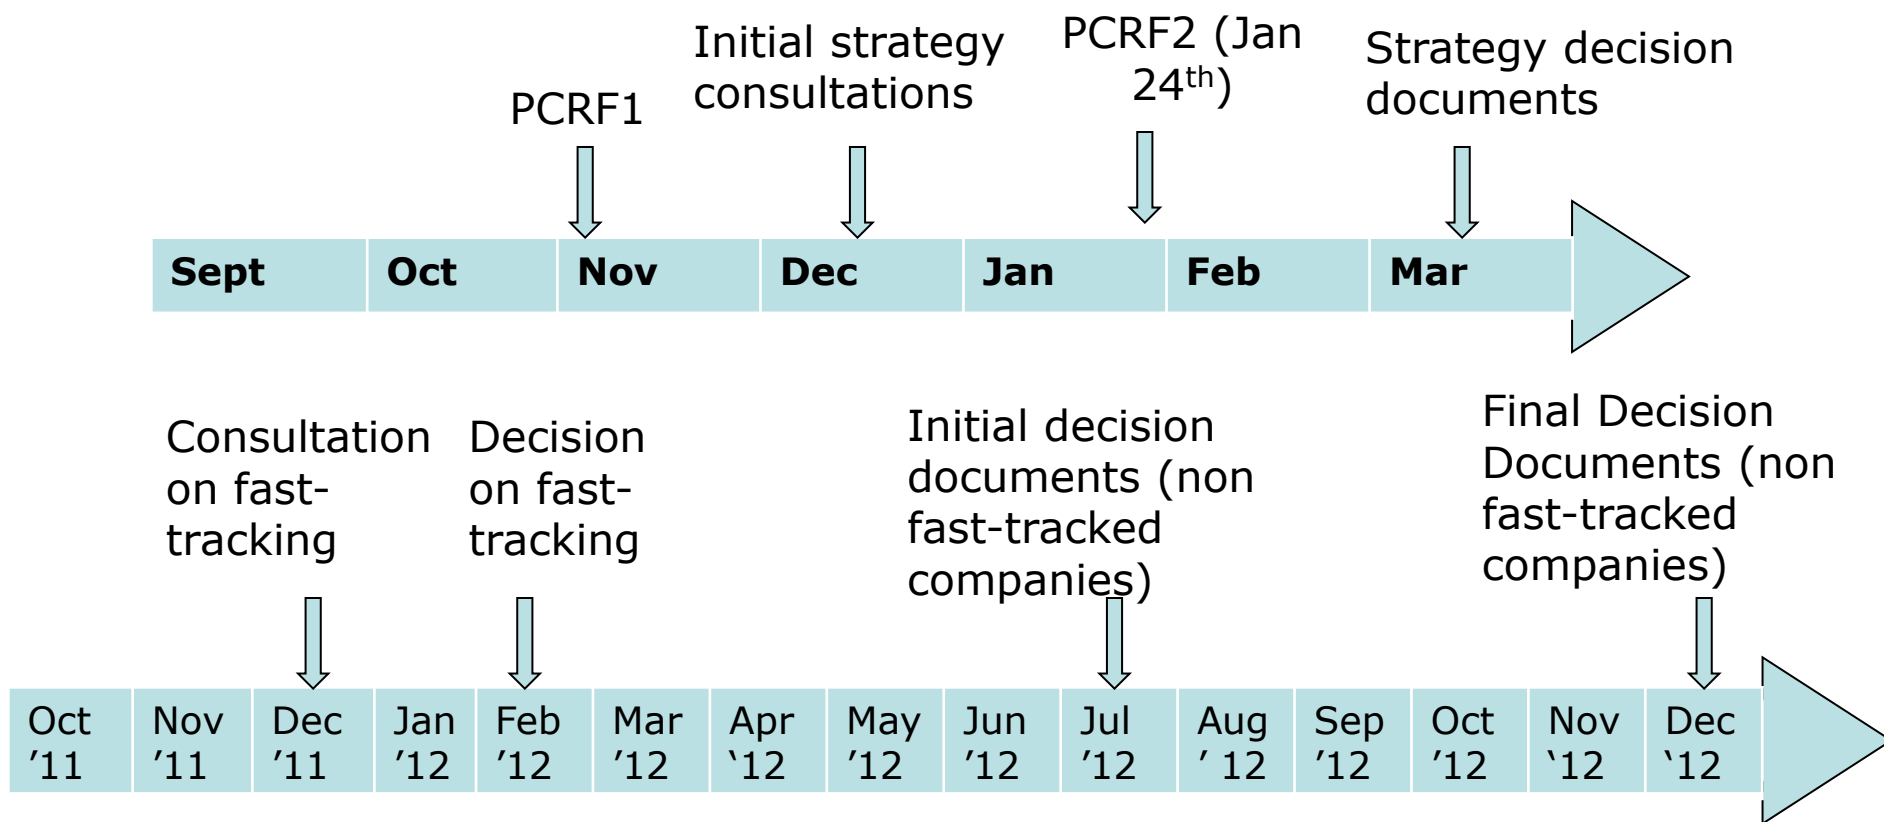 PCRF1
Initial strategy
consultations
PCRF2 (Jan
24th)
Strategy decision
documents
Sept Oct Nov Dec Jan Feb Mar
Consultation
on fast-
tracking
Decision
on fast-
tracking
Initial decision
documents (non
fast-tracked
companies)
Final Decision
Documents (non
fast-tracked
companies)
Oct
’11
Nov
’11
Dec
’11
Jan
’12
Feb
’12
Mar
’12
Apr
‘12
May
’12
Jun
’12
Jul
’12
Aug
’ 12
Sep
’12
Oct
’12
Nov
‘12
Dec
‘12